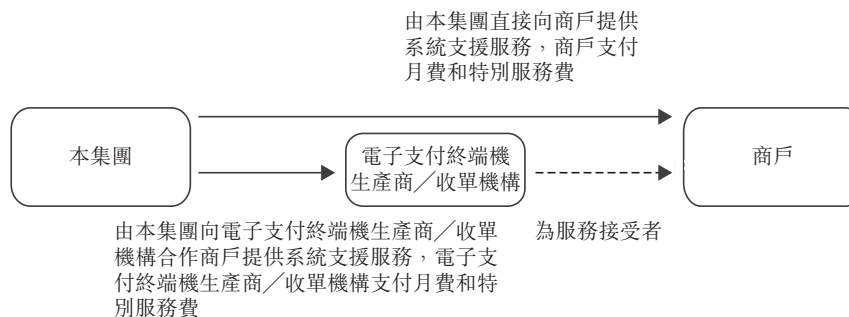 由本集團直接向商戶提供
系統支援服務，商戶支付
月費和特別服務費
本集團
電子支付終端機
生產商／收單機構
商戶
由本集團向電子支付終端機生產商／收單
機構合作商戶提供系統支援服務，電子支
付終端機生產商／收單機構支付月費和特
別服務費
為服務接受者